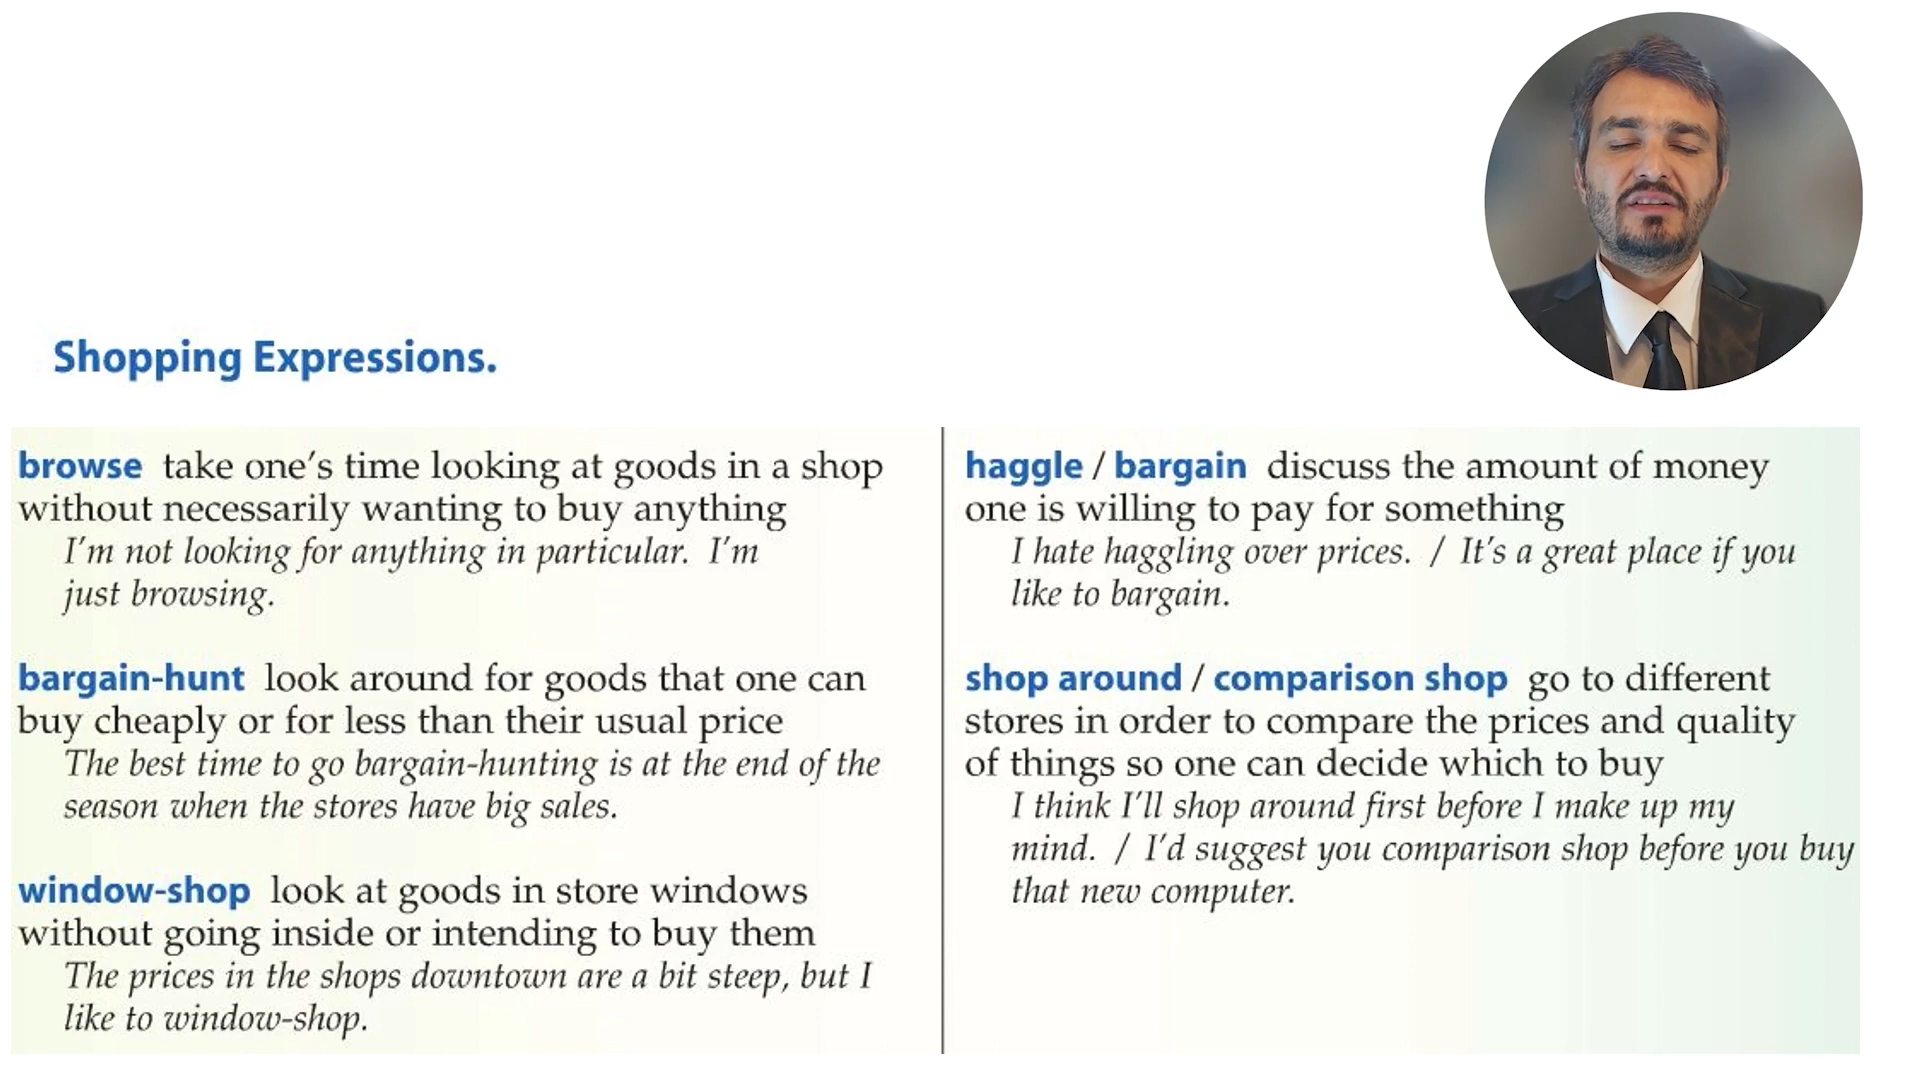 Shopping Expressions.
browse take one's time looking at goods in a shop
without necessarily wanting to buy anything
I'm not looking for anything in particular. I'm
just browsing.
bargain-hunt look around for goods that one can
buy cheaply or for less than their usual price
The best time to go bargain-hunting is at the end of the
season when the stores have big sales.
window-shop look at goods in store windows
without going inside or intending to buy them
The prices in the shops downtown are a bit steep, but I
like to window-shop.
haggle / bargain discuss the amount of money
one is willing to pay for something
I hate haggling over prices. / It's a great place if you
like to bargain.
shop around / comparison shop go to different
stores in order to compare the prices and quality
of things so one can decide which to buy
I think I'll shop around first before I make up my
mind. / I'd suggest you comparison shop before you buy
that new computer.